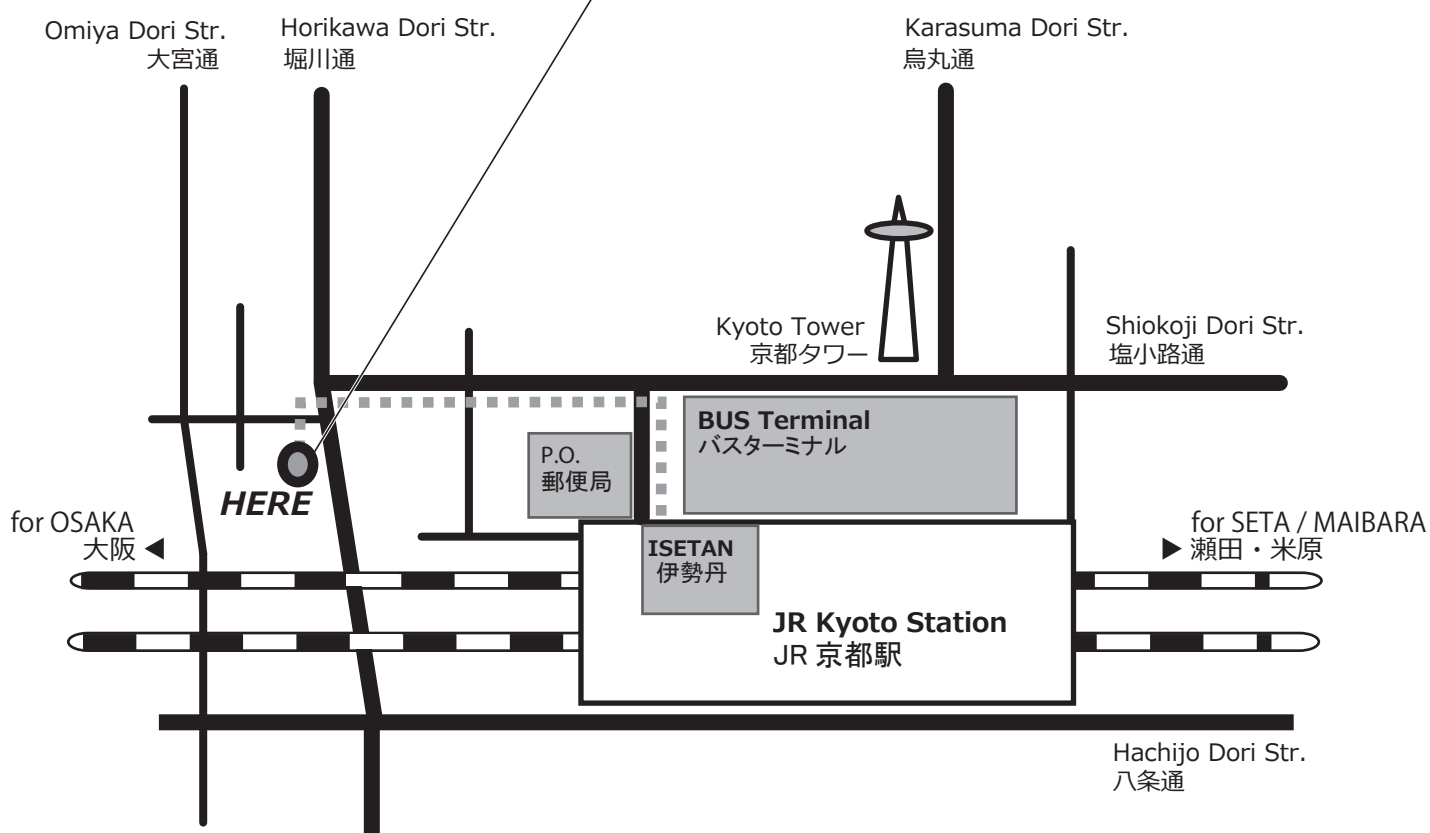 Omiya Dori Str.
大宮通
Horikawa Dori Str.
堀川通
Karasuma Dori Str.
烏丸通
Kyoto Tower
京都タワー
Shiokoji Dori Str.
塩小路通
BUS Terminal
バスターミナル
P.O.
郵便局
HERE
for OSAKA
大阪 ◀
for SETA / MAIBARA
▶ 瀬田・米原
ISETAN
伊勢丹
JR Kyoto Station
JR 京都駅
Hachijo Dori Str.
八条通